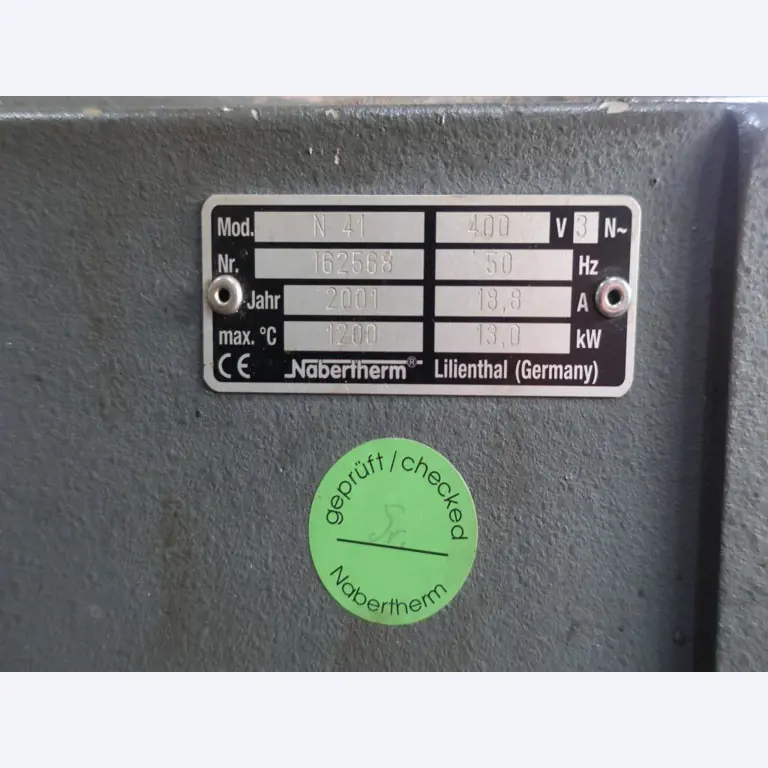 Mod. N 41 400 V 3 N~
Nr. 162568 50 Hz
Jahr 2001 18,8 A
max. °C 1200 13,0 kW
CE Nabertherm® Lilienthal (Germany)
geprüft/checked
Nabertherm